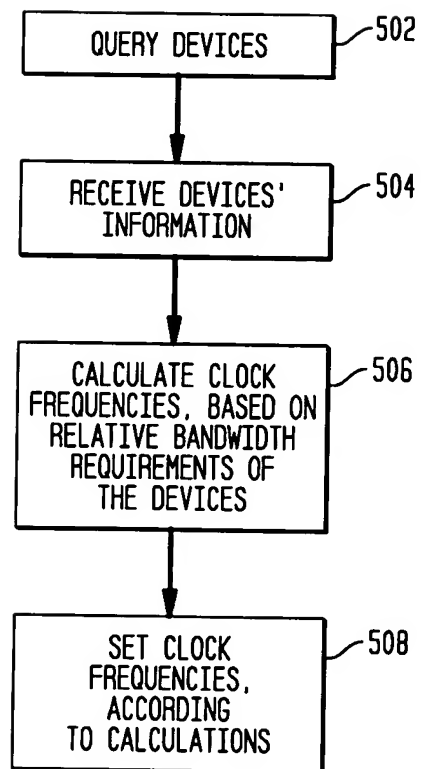 QUERY DEVICES
502
RECEIVE DEVICES'
INFORMATION
504
CALCULATE CLOCK
FREQUENCIES, BASED ON
RELATIVE BANDWIDTH
REQUIREMENTS OF
THE DEVICES
506
SET CLOCK
FREQUENCIES,
ACCORDING
TO CALCULATIONS
508